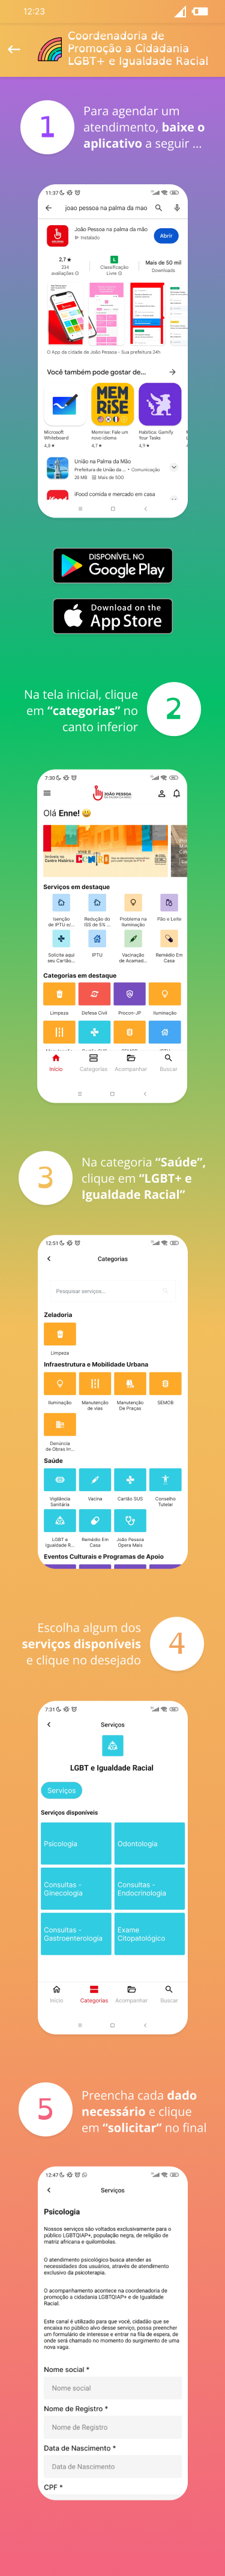 12:23
Coordenadoria de
Promoção a Cidadania
LGBT+ e Igualdade Racial
1
Para agendar um
atendimento, baixe o
aplicativo a seguir ...
11:37
joao pessoa na palma da mao
João Pessoa na palma da mão
Instalado
Abrir
2,7★
234
avaliações
L
Classificação
Livre
Mais de 50 mil
Downloads
O App da cidade de João Pessoa - Sua prefeitura 24h.
Você também pode gostar de...
MEM
RISE
Microsoft
Whiteboard
4,8★
Memrise: Fale um
novo idioma
4,7★
Habitica: Gamify
Your Tasks
4,3★
União na Palma da Mão
Prefeitura de União da ... • Comunicação
28 MB Mais de 500
iFood comida e mercado em casa
DISPONÍVEL NO
Google Play
Download on the
App Store
Na tela inicial, clique
em “categorias” no
canto inferior
2
7:30
JOÃO PESSOA
Olá Enne! 😃
Imóveis no
Centro Histórico
Serviços em destaque
Isenção
de IPTU e/...
Redução do
ISS de 5% ...
Problema na
Iluminação
Pão e Leite
Solicite aqui
seu Cartão...
IPTU
Vacinação
de Acamad...
Remédio Em
Casa
Categorias em destaque
Limpeza
Defesa Civil
Procon-JP
Iluminação
Início
Categorias
Acompanhar
Buscar
3
Na categoria “Saúde”,
clique em “LGBT+ e
Igualdade Racial”
12:51
Categorias
Pesquisar serviços...
Zeladoria
Limpeza
Infraestrutura e Mobilidade Urbana
Iluminação
Manutenção
de vias
Manutenção
De Praças
SEMOB
Denúncia
de Obras Irr...
Saúde
Vigilância
Sanitária
Vacina
Cartão SUS
Conselho
Tutelar
LGBT e
Igualdade R...
Remédio Em
Casa
João Pessoa
Opera Mais
Eventos Culturais e Programas de Apoio
Escolha algum dos
serviços disponíveis
e clique no desejado
4
7:31
Serviços
LGBT e Igualdade Racial
Serviços
Serviços disponíveis
Psicologia
Odontologia
Consultas -
Ginecologia
Consultas -
Endocrinologia
Consultas -
Gastroenterologia
Exame
Citopatológico
Início
Categorias
Acompanhar
Buscar
5
Preencha cada dado
necessário e clique
em “solicitar” no final
12:47
Serviços
Psicologia
Nossos serviços são voltados exclusivamente para o
público LGBTQIAP+, população negra, de religião de
matriz africana e quilombolas.
O atendimento psicológico busca atender as
necessidades dos usuários, através de atendimento
exclusivo da psicoterapia.
O acompanhamento acontece na coordenadoria de
promoção a cidadania LGBTQIAP+ e de Igualdade
Racial.
Este canal é utilizado para que você, cidadão que se
encaixa no público alvo desse serviço, possa preencher
um formulário de interesse e entrar na fila de espera, de
onde será chamado no momento do surgimento de uma
nova vaga.
Nome social *
Nome social
Nome de Registro *
Nome de Registro
Data de Nascimento *
Data de Nascimento
CPF *